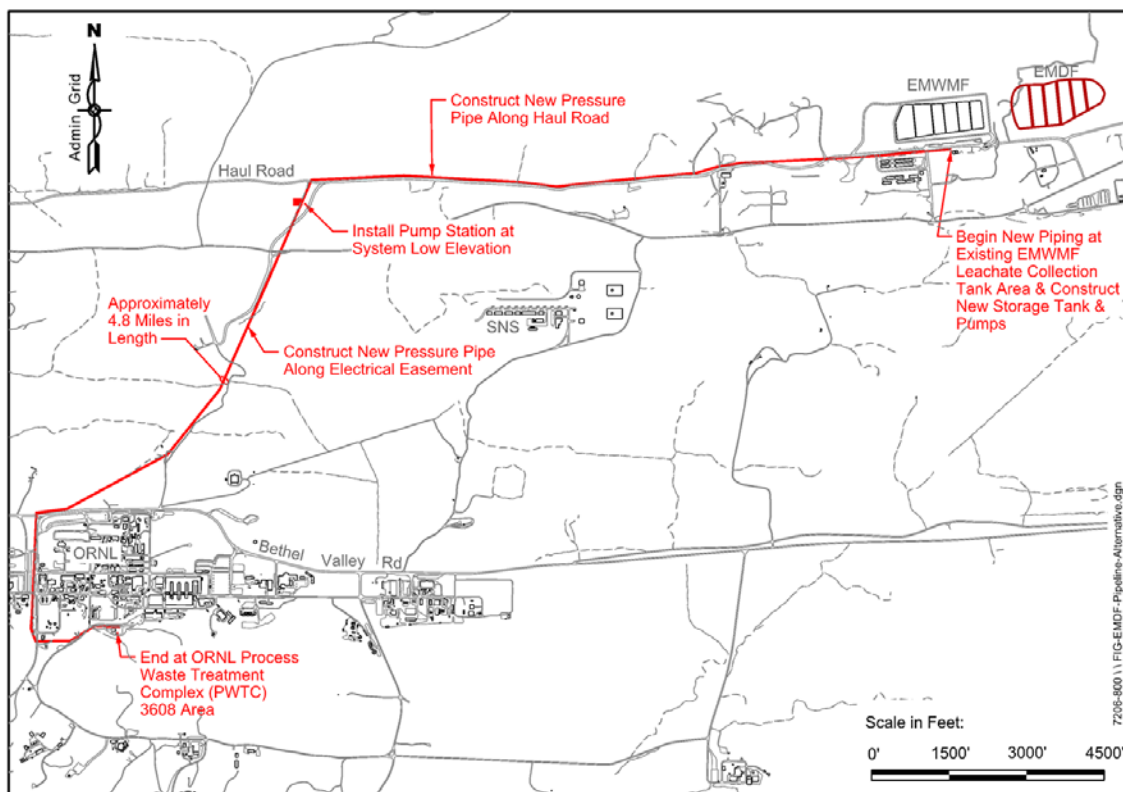 N
Admin Grid
EMWMF
EMDF
Construct New Pressure
Pipe Along Haul Road
Haul Road
Install Pump Station at
System Low Elevation
Begin New Piping at
Existing EMWMF
Leachate Collection
Tank Area & Construct
New Storage Tank &
Pumps
Approximately
4.8 Miles in
Length
SNS
Construct New Pressure Pipe
Along Electrical Easement
ORNL
Bethel Valley Rd
End at ORNL Process
Waste Treatment
Complex (PWTC)
3608 Area
Scale in Feet:
0' 1500' 3000' 4500'
7206-800 \\ FIG-EMDF-Pipeline-Alternative.dgn